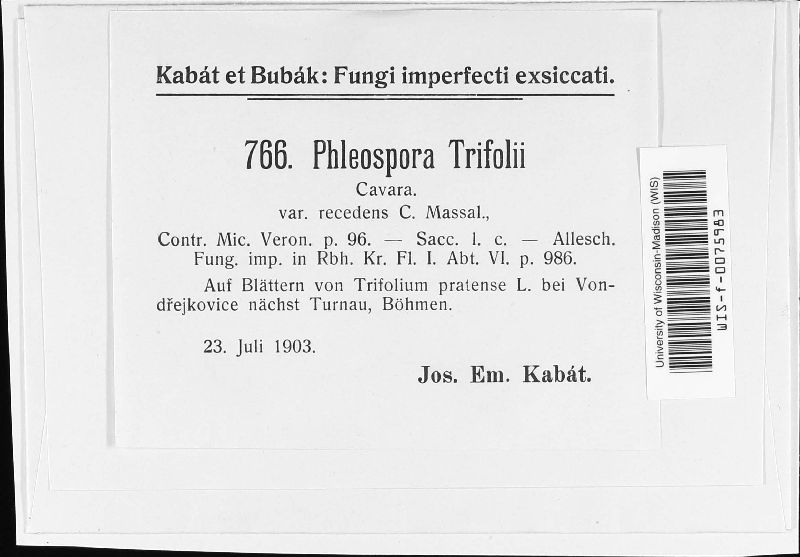 Kabát et Bubák: Fungi imperfecti exsiccati.
766. Phleospora Trifolii
Cavara.
var. recedens C. Massal.,
Contr. Mic. Veron. p. 96. — Sacc. l. c. — Allesch.
Fung. imp. in Rbh. Kr. Fl. I. Abt. VI. p. 986.
Auf Blättern von Trifolium pratense L. bei Von-
dřejkovice nächst Turnau, Böhmen.
23. Juli 1903.
Jos. Em. Kabát.
University of Wisconsin-Madison (WIS)
WIS-f-0075983